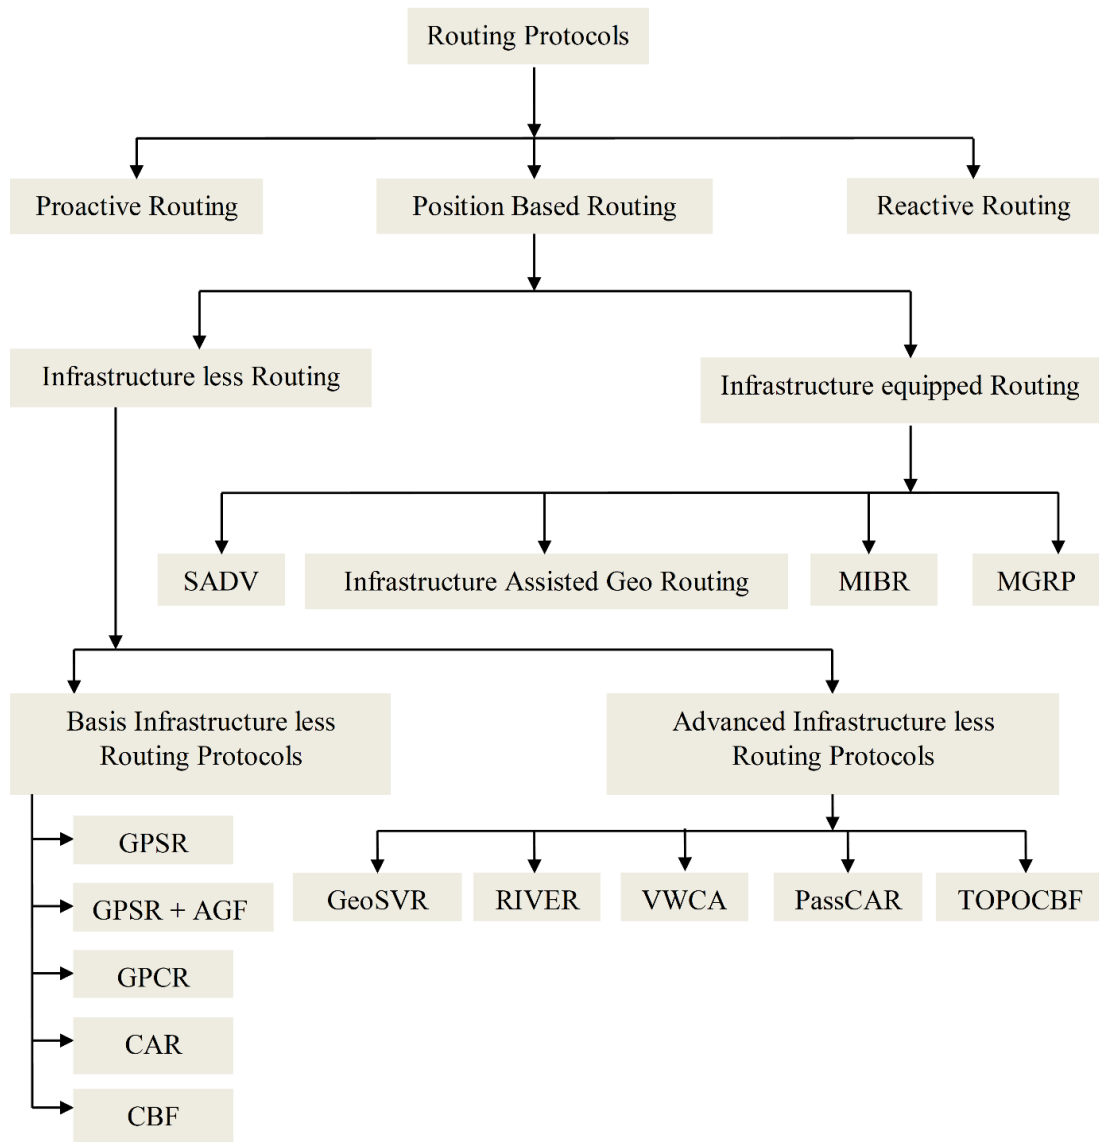 Routing Protocols
Proactive Routing
Position Based Routing
Reactive Routing
Infrastructure less Routing
Infrastructure equipped Routing
SADV
Infrastructure Assisted Geo Routing
MIBR
MGRP
Basis Infrastructure less
Routing Protocols
Advanced Infrastructure less
Routing Protocols
GPSR
GPSR + AGF
GPCR
CAR
CBF
GeoSVR
RIVER
VWCA
PassCAR
TOPOCBF